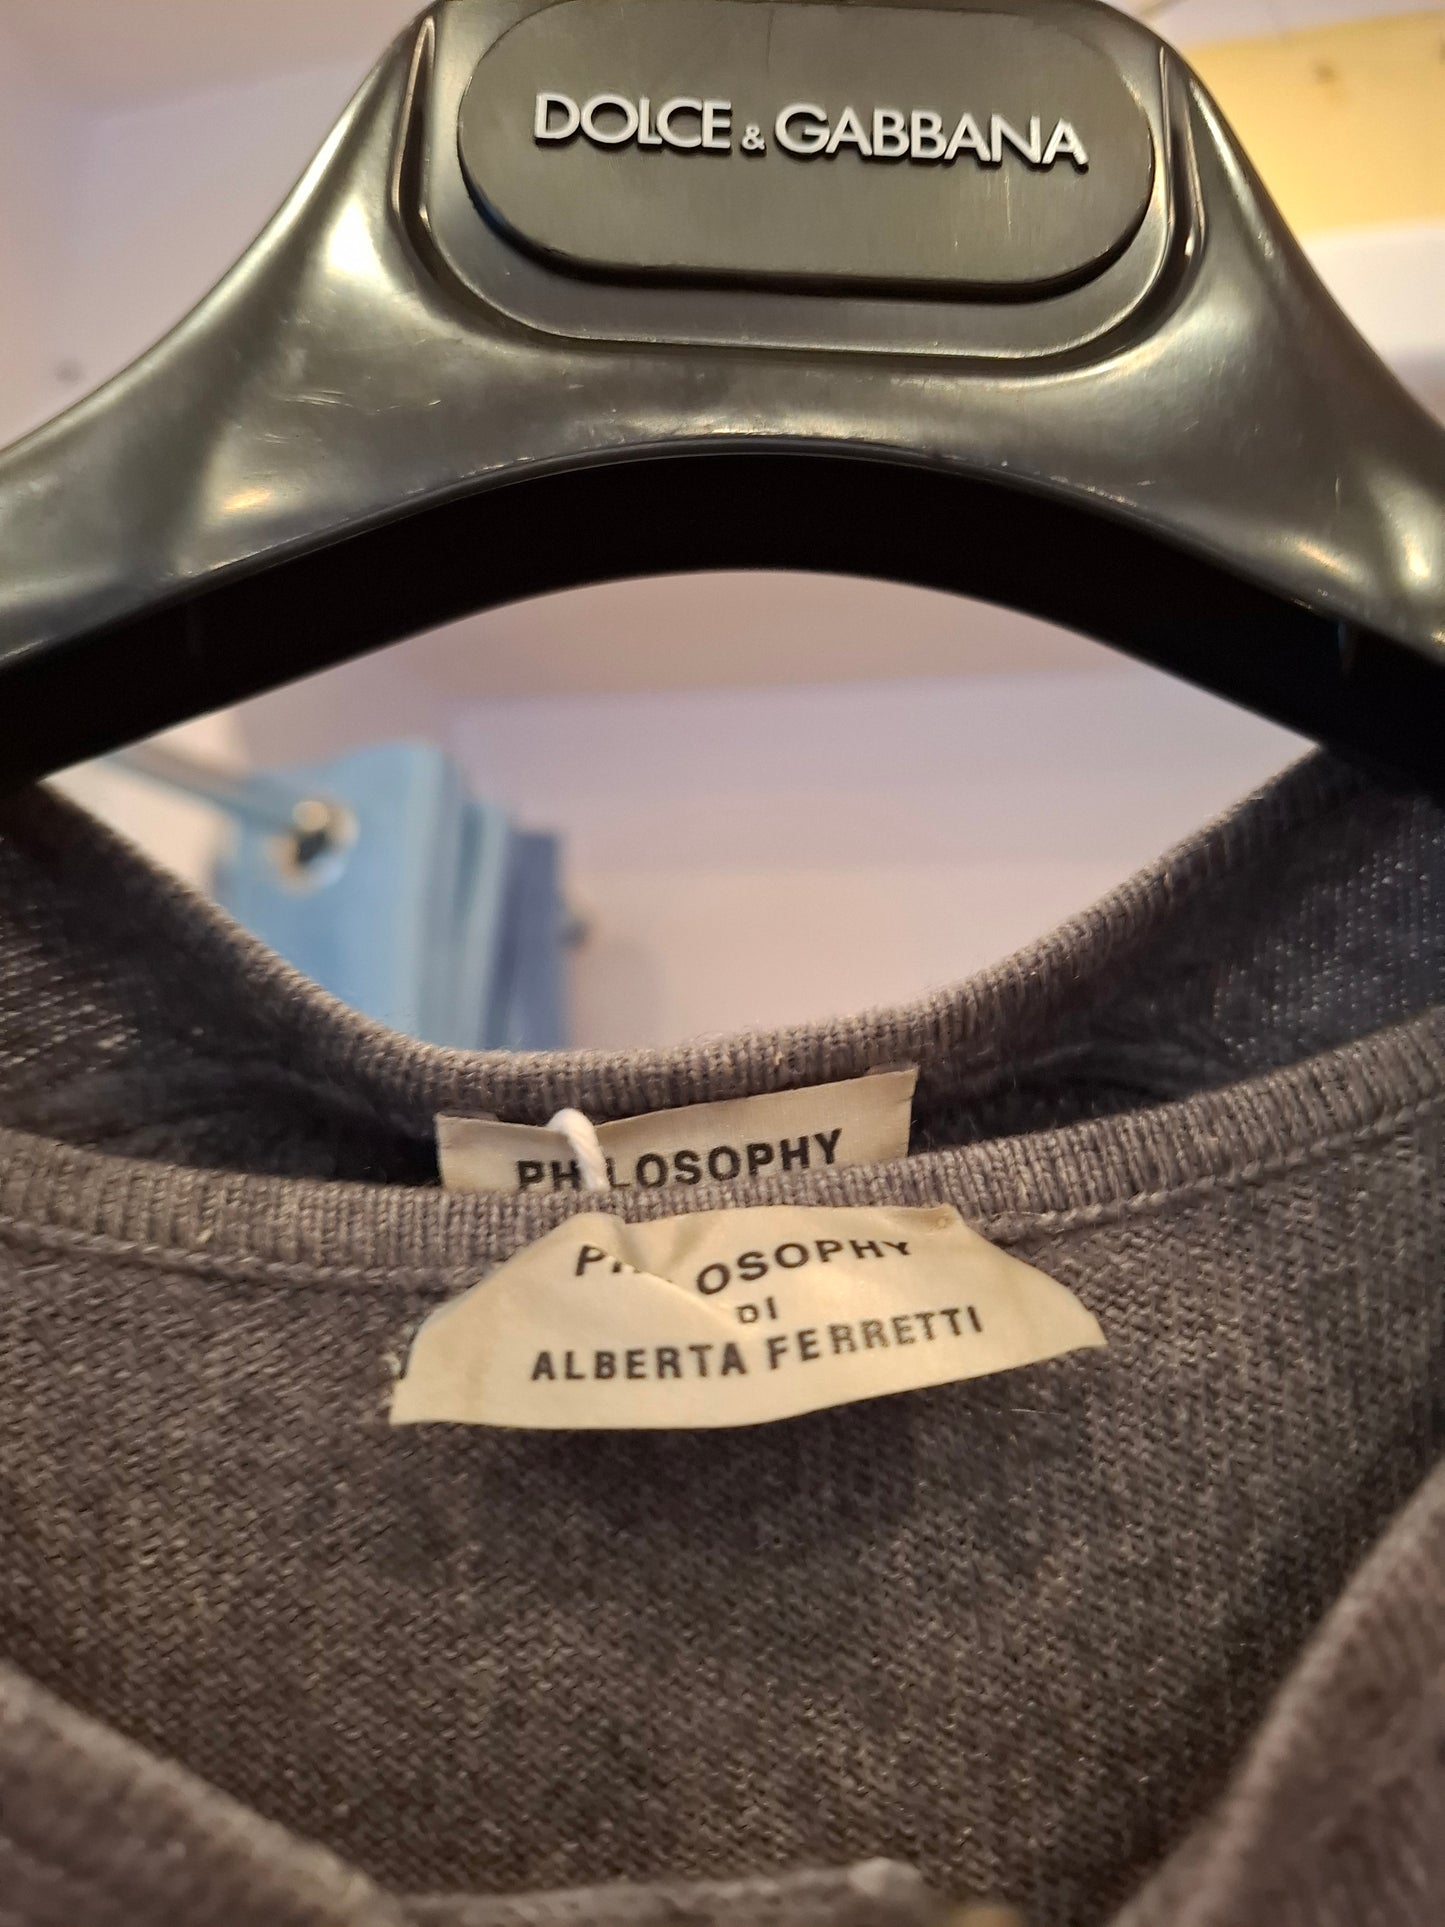 DOLCE & GABBANA
PHILOSOPHY
PHILOSOPHY
DI
ALBERTA FERRETTI